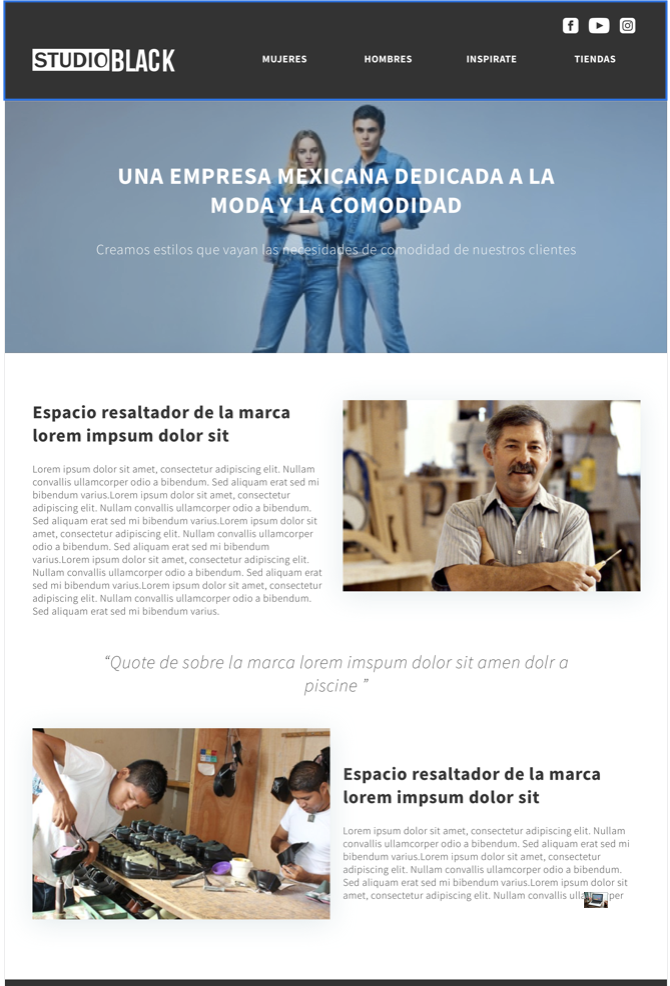 STUDIOBLACK
MUJERES HOMBRES INSPIRATE TIENDAS
UNA EMPRESA MEXICANA DEDICADA A LA
MODA Y LA COMODIDAD
Creamos estilos que vayan las necesidades de comodidad de nuestros clientes
Espacio resaltador de la marca
lorem impsum dolor sit
Lorem ipsum dolor sit amet, consectetur adipiscing elit. Nullam
convallis ullamcorper odio a bibendum. Sed aliquam erat sed mi
bibendum varius.Lorem ipsum dolor sit amet, consectetur
adipiscing elit. Nullam convallis ullamcorper odio a bibendum.
Sed aliquam erat sed mi bibendum varius.Lorem ipsum dolor sit
amet, consectetur adipiscing elit. Nullam convallis ullamcorper
odio a bibendum. Sed aliquam erat sed mi bibendum
varius.Lorem ipsum dolor sit amet, consectetur adipiscing elit.
Nullam convallis ullamcorper odio a bibendum. Sed aliquam erat
sed mi bibendum varius.Lorem ipsum dolor sit amet, consectetur
adipiscing elit. Nullam convallis ullamcorper odio a bibendum.
Sed aliquam erat sed mi bibendum varius.
“Quote de sobre la marca lorem imspum dolor sit amen dolr a
piscine ”
Espacio resaltador de la marca
lorem impsum dolor sit
Lorem ipsum dolor sit amet, consectetur adipiscing elit. Nullam
convallis ullamcorper odio a bibendum. Sed aliquam erat sed mi
bibendum varius.Lorem ipsum dolor sit amet, consectetur
adipiscing elit. Nullam convallis ullamcorper odio a bibendum.
Sed aliquam erat sed mi bibendum varius.Lorem ipsum dolor sit
amet, consectetur adipiscing elit. Nullam convallis